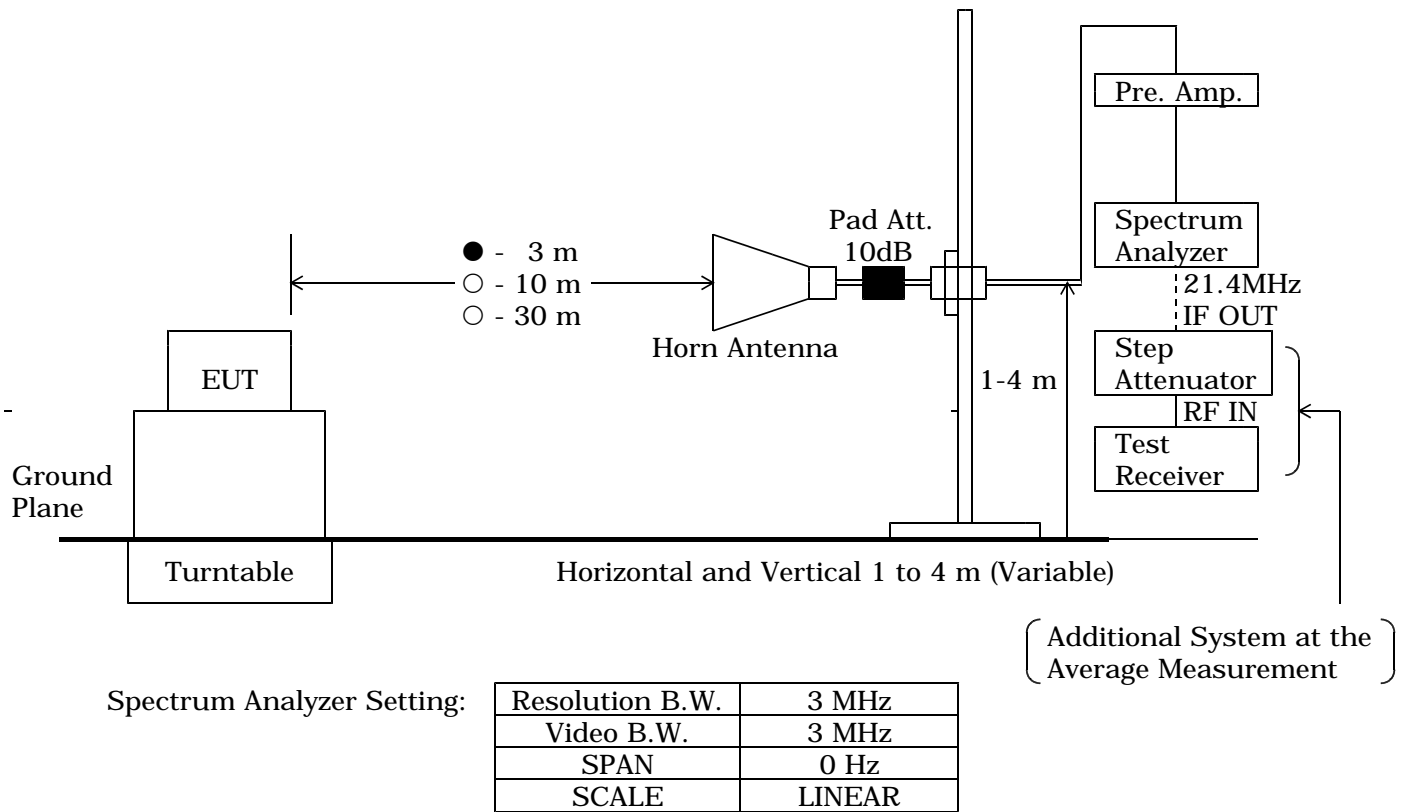 Pre. Amp.
Pad Att.
10dB
Spectrum
Analyzer
● - 3 m
○ - 10 m
○ - 30 m
21.4MHz
IF OUT
Horn Antenna
Step
Attenuator
EUT
1-4 m
RF IN
Test
Receiver
Ground
Plane
Turntable
Horizontal and Vertical 1 to 4 m (Variable)
Additional System at the
Average Measurement
Spectrum Analyzer Setting:
Resolution B.W. 3 MHz
Video B.W. 3 MHz
SPAN 0 Hz
SCALE LINEAR